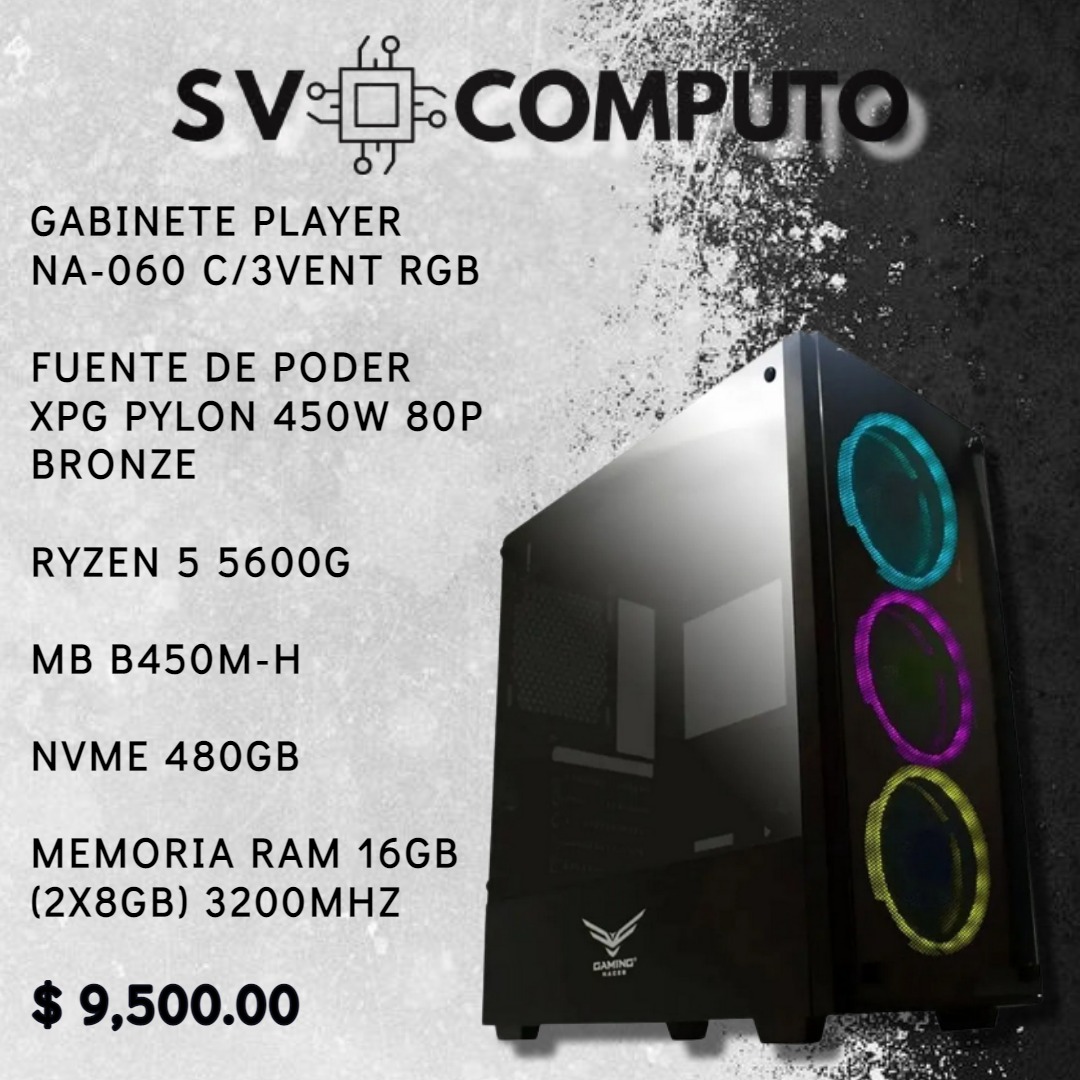 SV COMPUTO
GABINETE PLAYER
NA-060 C/3VENT RGB
FUENTE DE PODER
XPG PYLON 450W 80P
BRONZE
RYZEN 5 5600G
MB B450M-H
NVME 480GB
MEMORIA RAM 16GB
(2X8GB) 3200MHZ
$ 9,500.00
GAMING
NACEB